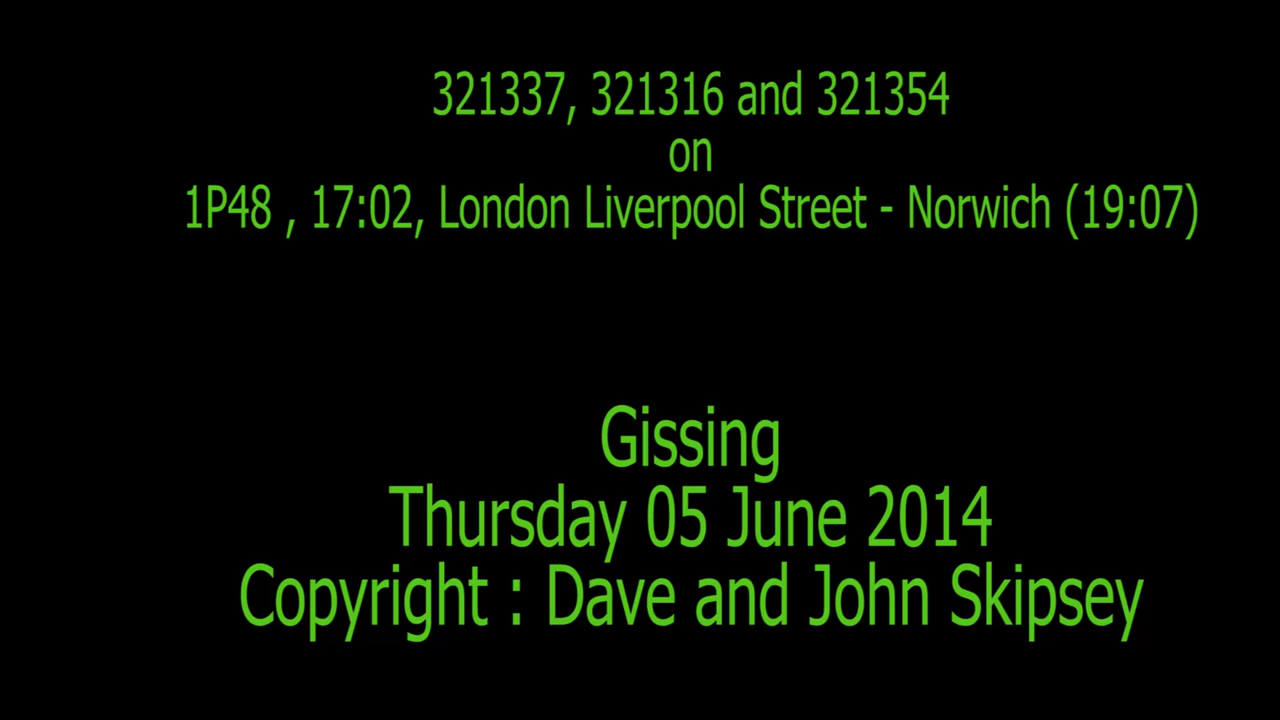 321337, 321316 and 321354
on
1P48 , 17:02, London Liverpool Street - Norwich (19:07)
Gissing
Thursday 05 June 2014
Copyright : Dave and John Skipsey